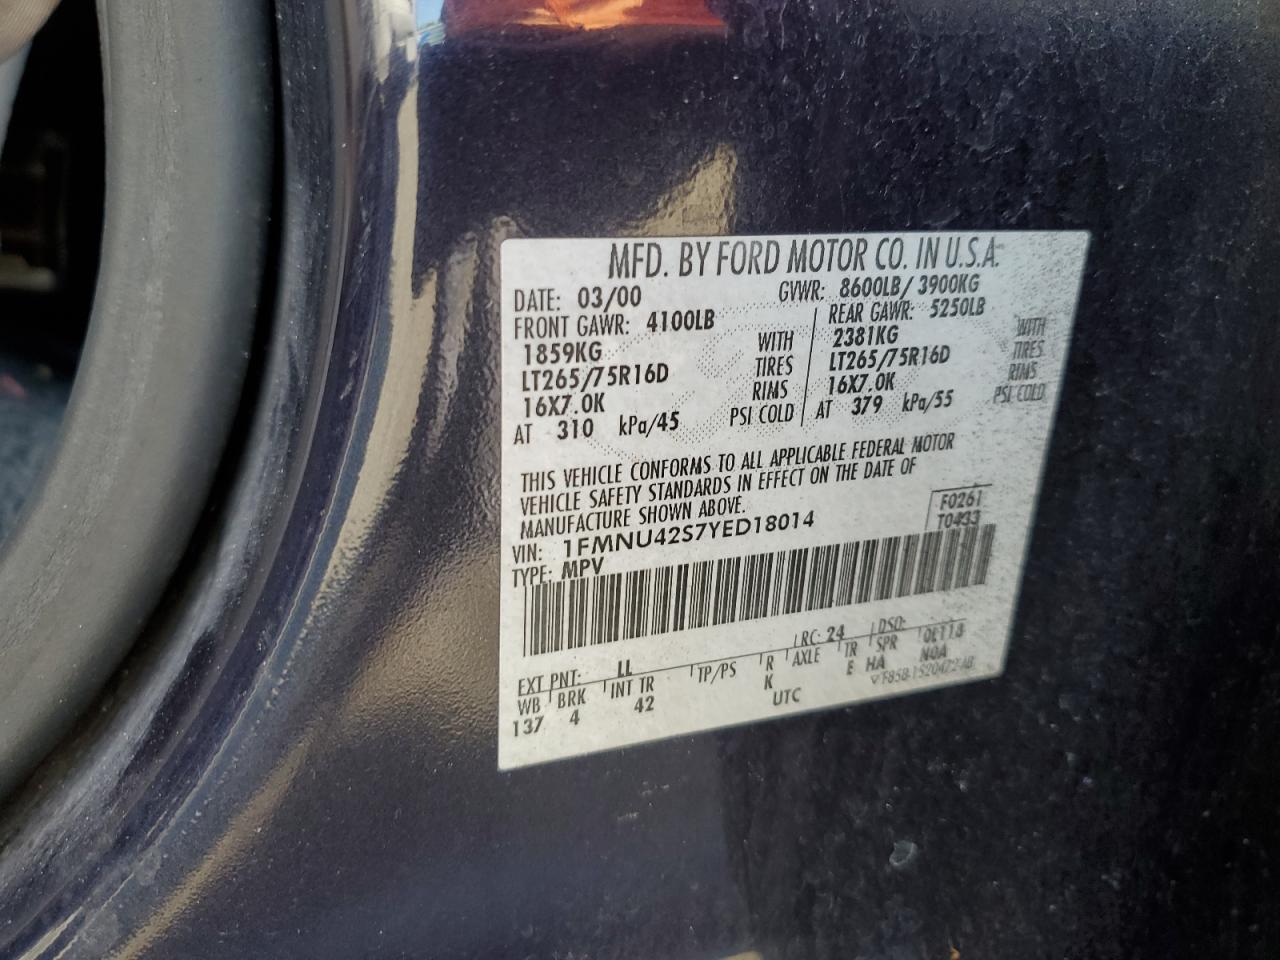 MFD. BY FORD MOTOR CO. IN U.S.A.
DATE: 03/00 GVWR: 8600LB/ 3900KG
FRONT GAWR: 4100LB REAR GAWR: 5250LB
1859KG WITH 2381KG WITH
LT265/75R16D TIRES LT265/75R16D TIRES
16X7.0K RIMS 16X7.0K RIMS
AT 310 kPa/45 PSI COLD AT 379 kPa/55 PSI COLD
THIS VEHICLE CONFORMS TO ALL APPLICABLE FEDERAL MOTOR
VEHICLE SAFETY STANDARDS IN EFFECT ON THE DATE OF
MANUFACTURE SHOWN ABOVE.
F0261
VIN: 1FMNU42S7YED18014 T0433
TYPE: MPV
EXT PNT: LL RC: 24 DSO:
WB BRK INT TR TP/PS R AXLE TR SPR
137 4 42 K E HA N0A
UTC